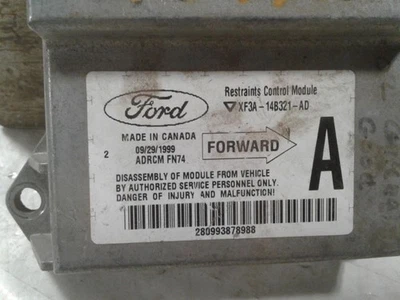 Restraints Control Module
Ford
XF3A-14B321-AD
MADE IN CANADA
2
09/29/1999
ADRCM FN74
FORWARD
A
DISASSEMBLY OF MODULE FROM VEHICLE
BY AUTHORIZED SERVICE PERSONNEL ONLY.
DANGER OF INJURY AND MALFUNCTION!
280993878988